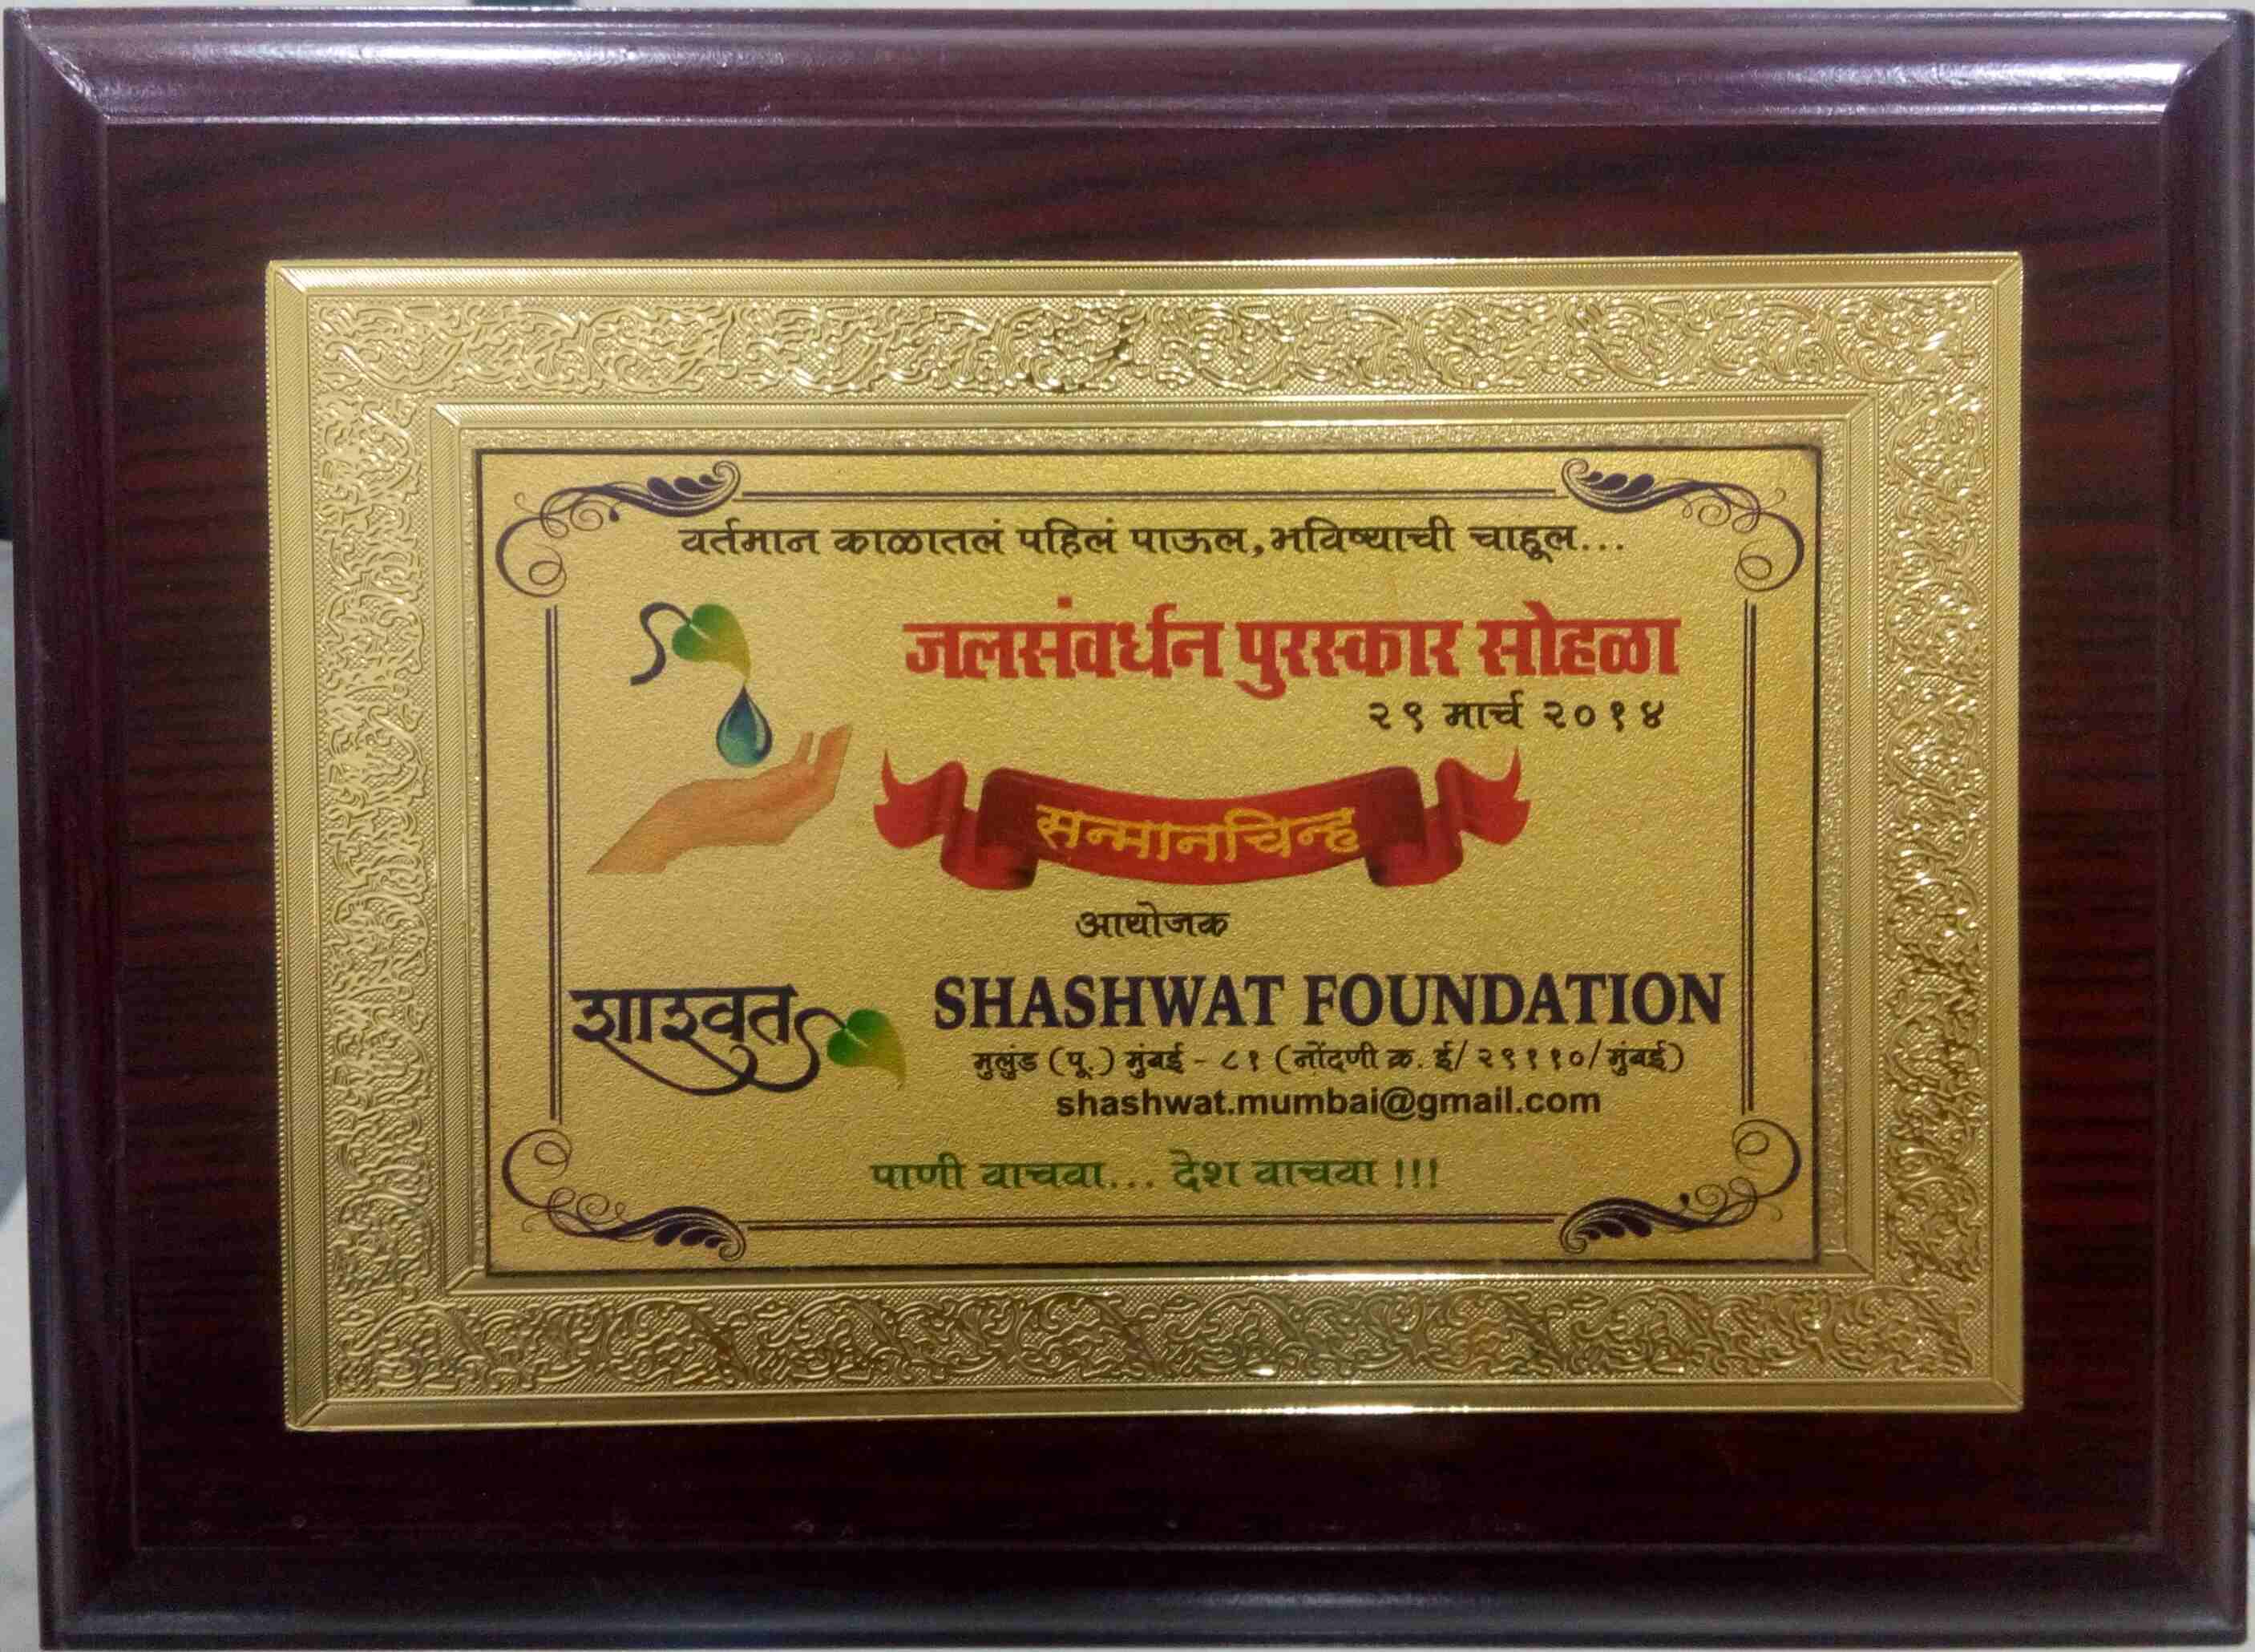 वर्तमान काळातलं पहिलं पाऊल,भविष्याची चाहूल...
जलसंवर्धन पुरस्कार सोहळा
२९ मार्च २०१४
सन्मानचिन्ह
आयोजक
शाश्वत
SHASHWAT FOUNDATION
मुलुंड (पू.) मुंबई - ८१ (नोंदणी क्र. ई/२९११०/मुंबई)
shashwat.mumbai@gmail.com
पाणी वाचवा... देश वाचवा !!!